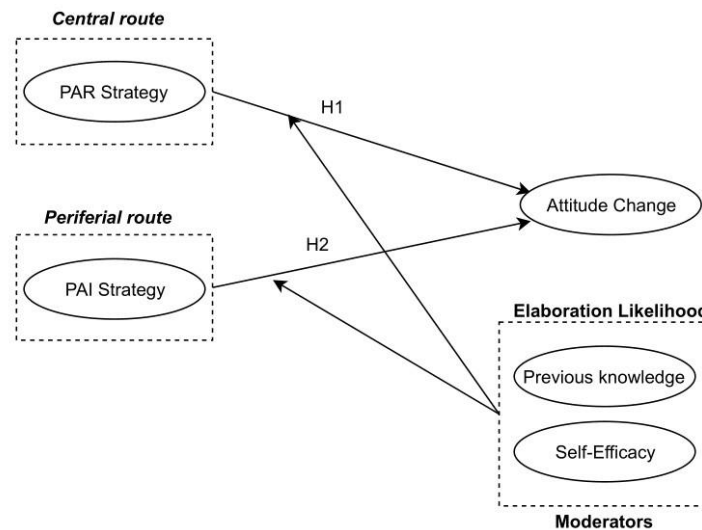 Central route
PAR Strategy
H1
Attitude Change
Periferial route
H2
PAI Strategy
Elaboration Likelihood
Previous knowledge
Self-Efficacy
Moderators